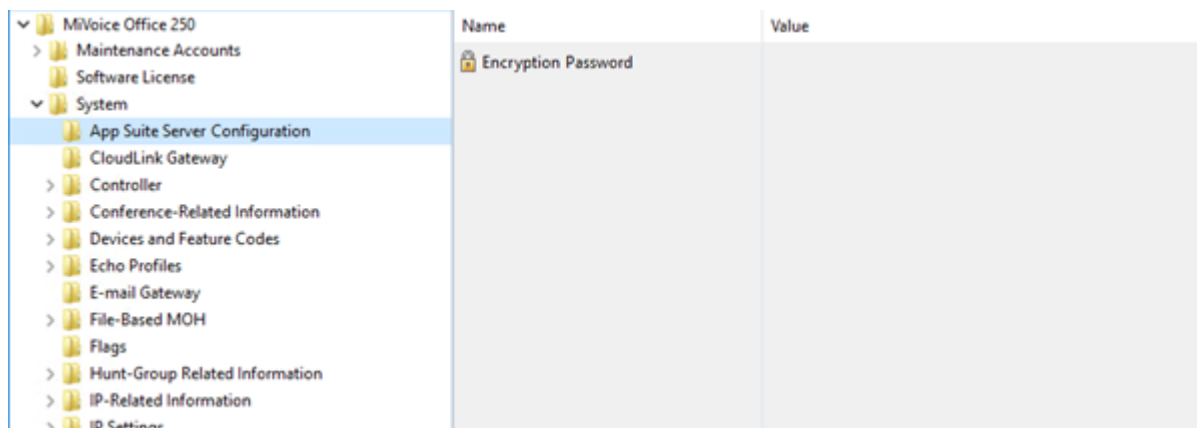 MiVoice Office 250
Maintenance Accounts
Software License
System
App Suite Server Configuration
CloudLink Gateway
Controller
Conference-Related Information
Devices and Feature Codes
Echo Profiles
E-mail Gateway
File-Based MOH
Flags
Hunt-Group Related Information
IP-Related Information
IP Settings
Name Value
Encryption Password